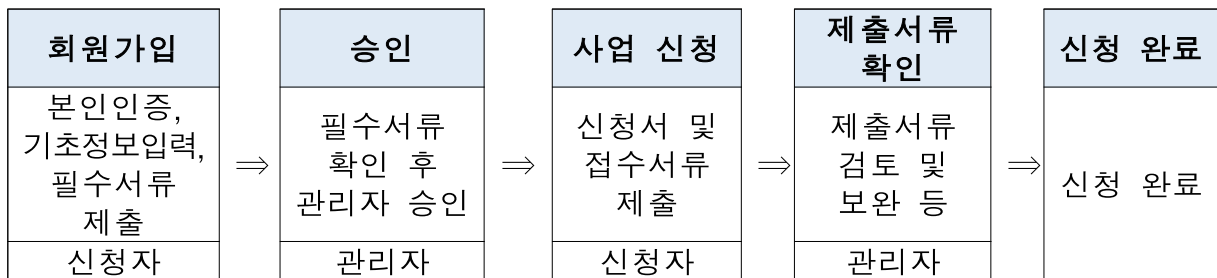 회원가입
본인인증,
기초정보입력,
필수서류
제출
신청자
⇒
승인
필수서류
확인 후
관리자 승인
관리자
⇒
사업 신청
신청서 및
접수서류
제출
신청자
⇒
제출서류
확인
제출서류
검토 및
보완 등
관리자
⇒
신청 완료
신청 완료